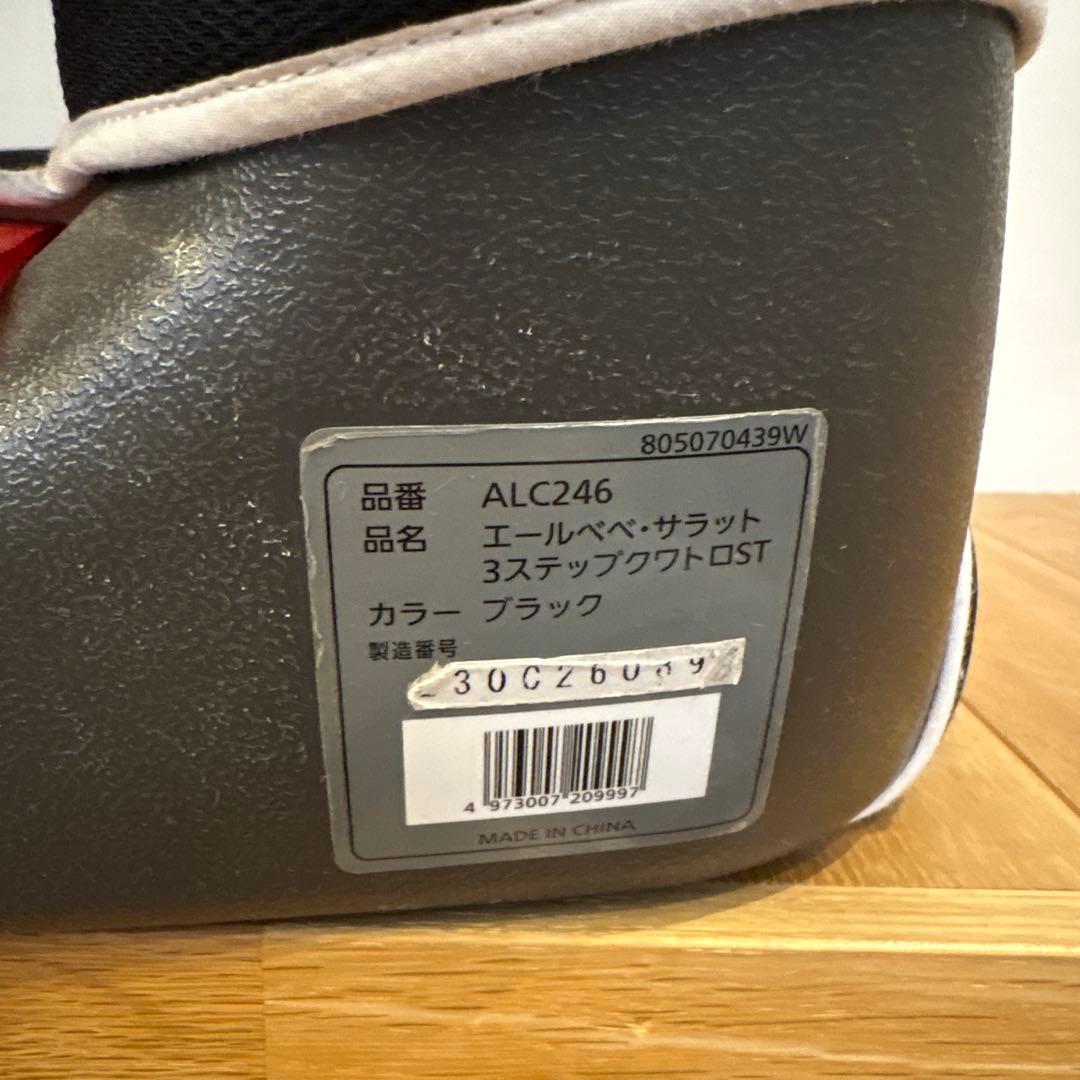 805070439W
品番 ALC246
品名 エールベベ・サラット
3ステップクワトロST
カラー ブラック
製造番号
30C26089
4 973007 209997
MADE IN CHINA